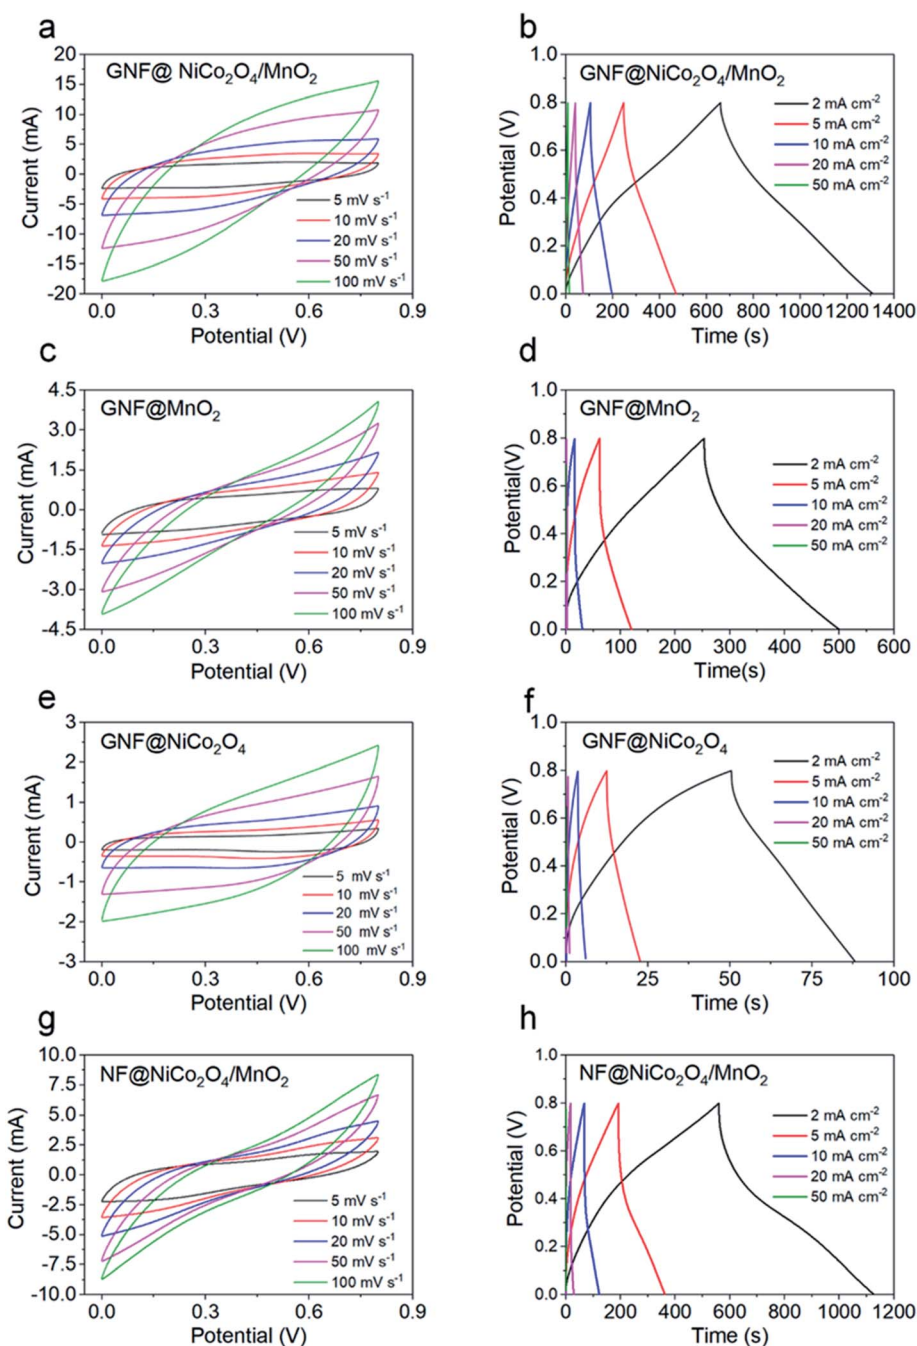 a
GNF@ NiCo₂O₄/MnO₂
20
15
10
5
0
-5
-10
-15
-20
Current (mA)
5 mV s⁻¹
10 mV s⁻¹
20 mV s⁻¹
50 mV s⁻¹
100 mV s⁻¹
0.0 0.3 0.6 0.9
Potential (V)
b
GNF@NiCo₂O₄/MnO₂
1.0
0.8
0.6
0.4
0.2
0.0
Potential (V)
2 mA cm⁻²
5 mA cm⁻²
10 mA cm⁻²
20 mA cm⁻²
50 mA cm⁻²
0 200 400 600 800 1000 1200 1400
Time (s)
c
GNF@MnO₂
4.5
3.0
1.5
0.0
-1.5
-3.0
-4.5
Current (mA)
5 mV s⁻¹
10 mV s⁻¹
20 mV s⁻¹
50 mV s⁻¹
100 mV s⁻¹
0.0 0.3 0.6 0.9
Potential (V)
d
GNF@MnO₂
1.0
0.8
0.6
0.4
0.2
0.0
Potential(V)
2 mA cm⁻²
5 mA cm⁻²
10 mA cm⁻²
20 mA cm⁻²
50 mA cm⁻²
0 100 200 300 400 500 600
Time(s)
e
GNF@NiCo₂O₄
3
2
1
0
-1
-2
-3
Current (mA)
5 mV s⁻¹
10 mV s⁻¹
20 mV s⁻¹
50 mV s⁻¹
100 mV s⁻¹
0.0 0.3 0.6 0.9
Potential (V)
f
GNF@NiCo₂O₄
1.0
0.8
0.6
0.4
0.2
0.0
Potential (V)
2 mA cm⁻²
5 mA cm⁻²
10 mA cm⁻²
20 mA cm⁻²
50 mA cm⁻²
0 25 50 75 100
Time (s)
g
NF@NiCo₂O₄/MnO₂
10.0
7.5
5.0
2.5
0.0
-2.5
-5.0
-7.5
-10.0
Current (mA)
5 mV s⁻¹
10 mV s⁻¹
20 mV s⁻¹
50 mV s⁻¹
100 mV s⁻¹
0.0 0.3 0.6 0.9
Potential (V)
h
NF@NiCo₂O₄/MnO₂
1.0
0.8
0.6
0.4
0.2
0.0
Potential (V)
2 mA cm⁻²
5 mA cm⁻²
10 mA cm⁻²
20 mA cm⁻²
50 mA cm⁻²
0 200 400 600 800 1000 1200
Time (s)